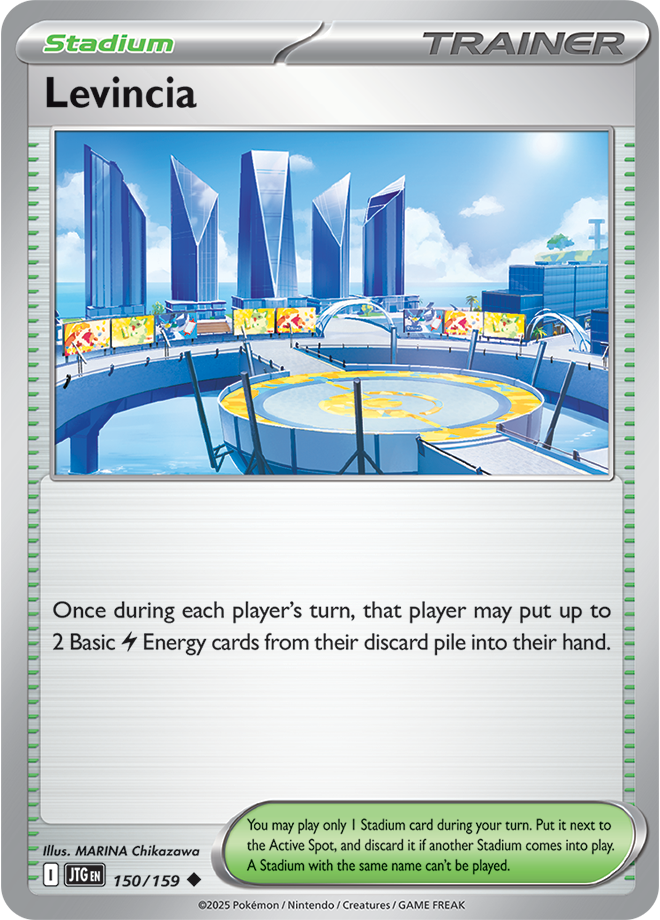 Stadium
TRAINER
Levincia
Once during each player's turn, that player may put up to
2 Basic Energy cards from their discard pile into their hand.
You may play only 1 Stadium card during your turn. Put it next to
the Active Spot, and discard it if another Stadium comes into play.
A Stadium with the same name can't be played.
Illus. MARINA Chikazawa
I JTG EN 150/159
©2025 Pokémon / Nintendo / Creatures / GAME FREAK